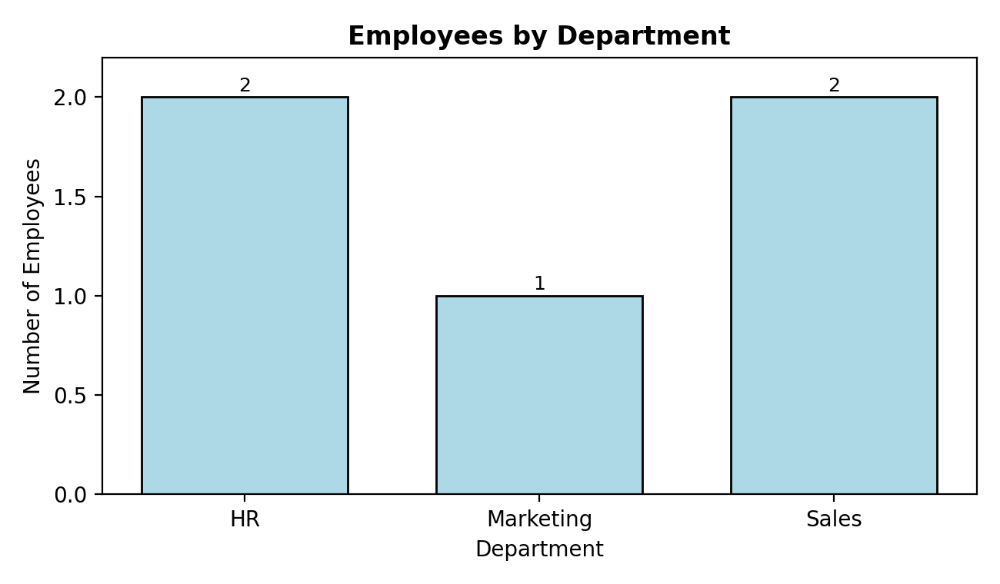 Employees by Department
2
2
2.0
1.5
1
1.0
0.5
0.0
Number of Employees
HR
Marketing
Sales
Department